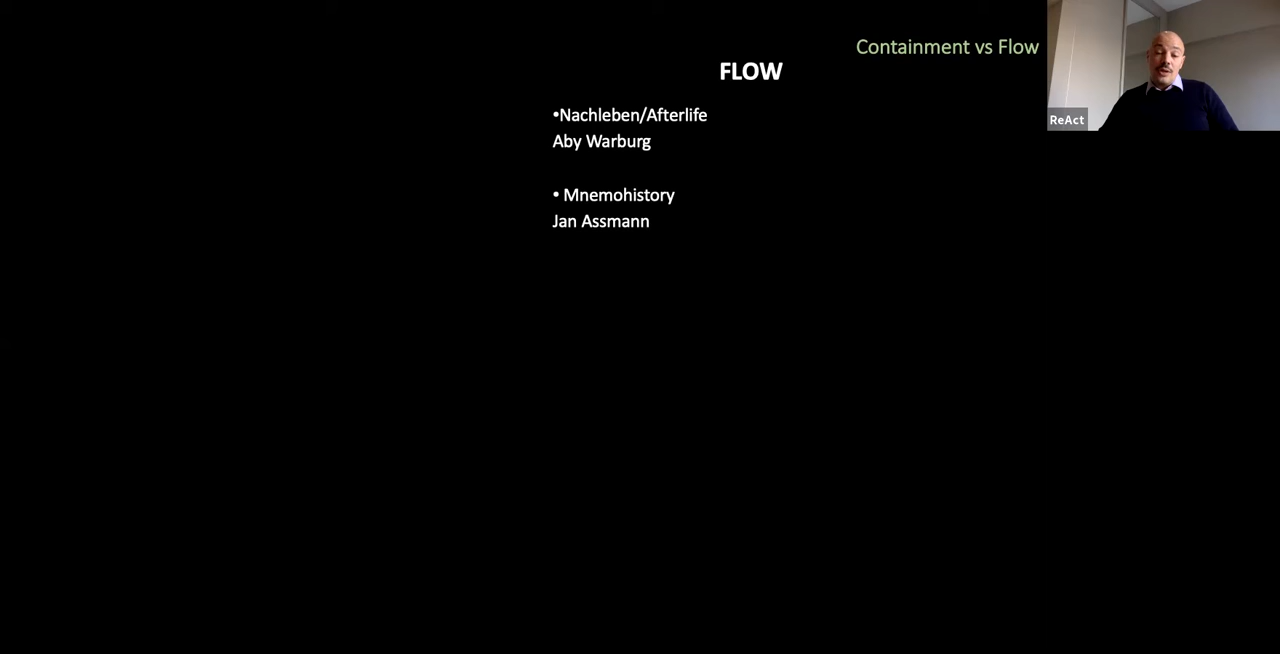 Containment vs Flow
FLOW
•Nachleben/Afterlife
Aby Warburg
• Mnemohistory
Jan Assmann
ReAct